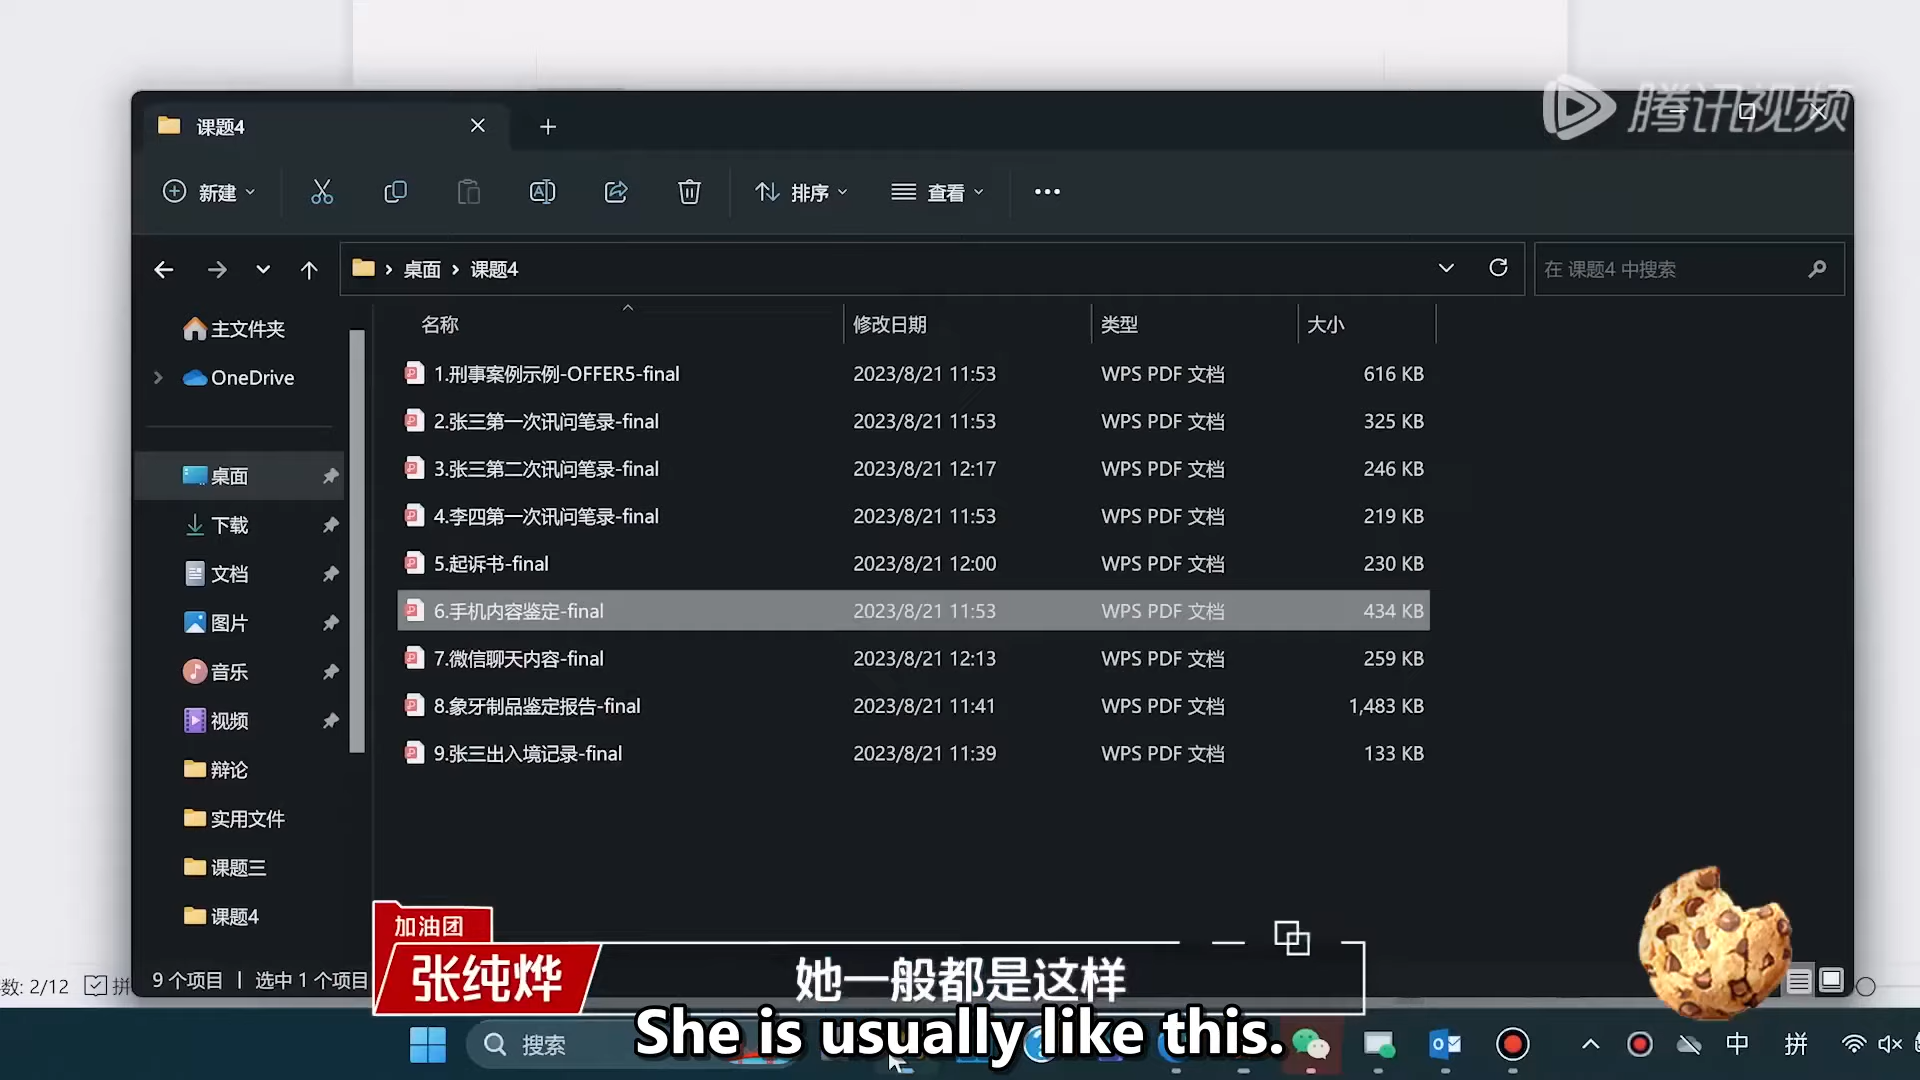 腾讯视频
课题4
新建
排序
查看
桌面
课题4
在 课题4 中搜索
主文件夹
OneDrive
桌面
下载
文档
图片
音乐
视频
辩论
实用文件
课题三
课题4
名称 修改日期 类型 大小
1.刑事案例示例-OFFER5-final 2023/8/21 11:53 WPS PDF 文档 616 KB
2.张三第一次讯问笔录-final 2023/8/21 11:53 WPS PDF 文档 325 KB
3.张三第二次讯问笔录-final 2023/8/21 12:17 WPS PDF 文档 246 KB
4.李四第一次讯问笔录-final 2023/8/21 11:53 WPS PDF 文档 219 KB
5.起诉书-final 2023/8/21 12:00 WPS PDF 文档 230 KB
6.手机内容鉴定-final 2023/8/21 11:53 WPS PDF 文档 434 KB
7.微信聊天内容-final 2023/8/21 12:13 WPS PDF 文档 259 KB
8.象牙制品鉴定报告-final 2023/8/21 11:41 WPS PDF 文档 1,483 KB
9.张三出入境记录-final 2023/8/21 11:39 WPS PDF 文档 133 KB
数: 2/12 拼
9 个项目 | 选中 1 个项目
加油团
张纯烨
她一般都是这样
She is usually like this.
搜索
中
拼